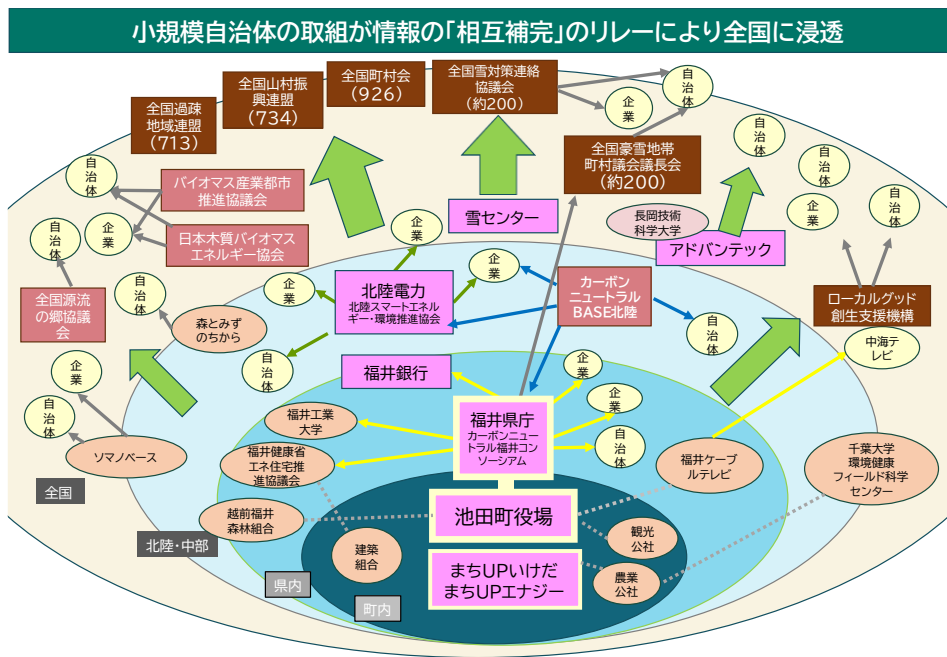 小規模自治体の取組が情報の「相互補完」のリレーにより全国に浸透
全国過疎
地域連盟
(713)
全国山村振
興連盟
(734)
全国町村会
(926)
全国雪対策連絡
協議会
(約200)
企業
自治体
全国豪雪地帯
町村議会議長会
(約200)
自治体
自治体
企業
自治体
自治体
バイオマス産業都市
推進協議会
企業
日本木質バイオマス
エネルギー協会
自治体
全国源流
の郷協議
会
自治体
森とみず
のちから
雪センター
長岡技術
科学大学
アドバンテック
企業
企業
企業
北陸電力
北陸スマートエネル
ギー・環境推進協会
自治体
カーボン
ニュートラル
BASE北陸
自治体
ローカルグッド
創生支援機構
中海テ
レビ
企業
自治体
ソマノベース
福井銀行
企業
企業
自治体
福井県庁
カーボンニュー
トラル福井コン
ソーシアム
福井工業
大学
福井健康省
エネ住宅推
進協議会
越前福井
森林組合
福井ケーブ
ルテレビ
千葉大学
環境健康
フィールド科学
センター
池田町役場
建築
組合
観光
公社
まちUPいけだ
まちUPエナジー
農業
公社
全国
北陸・中部
県内
町内